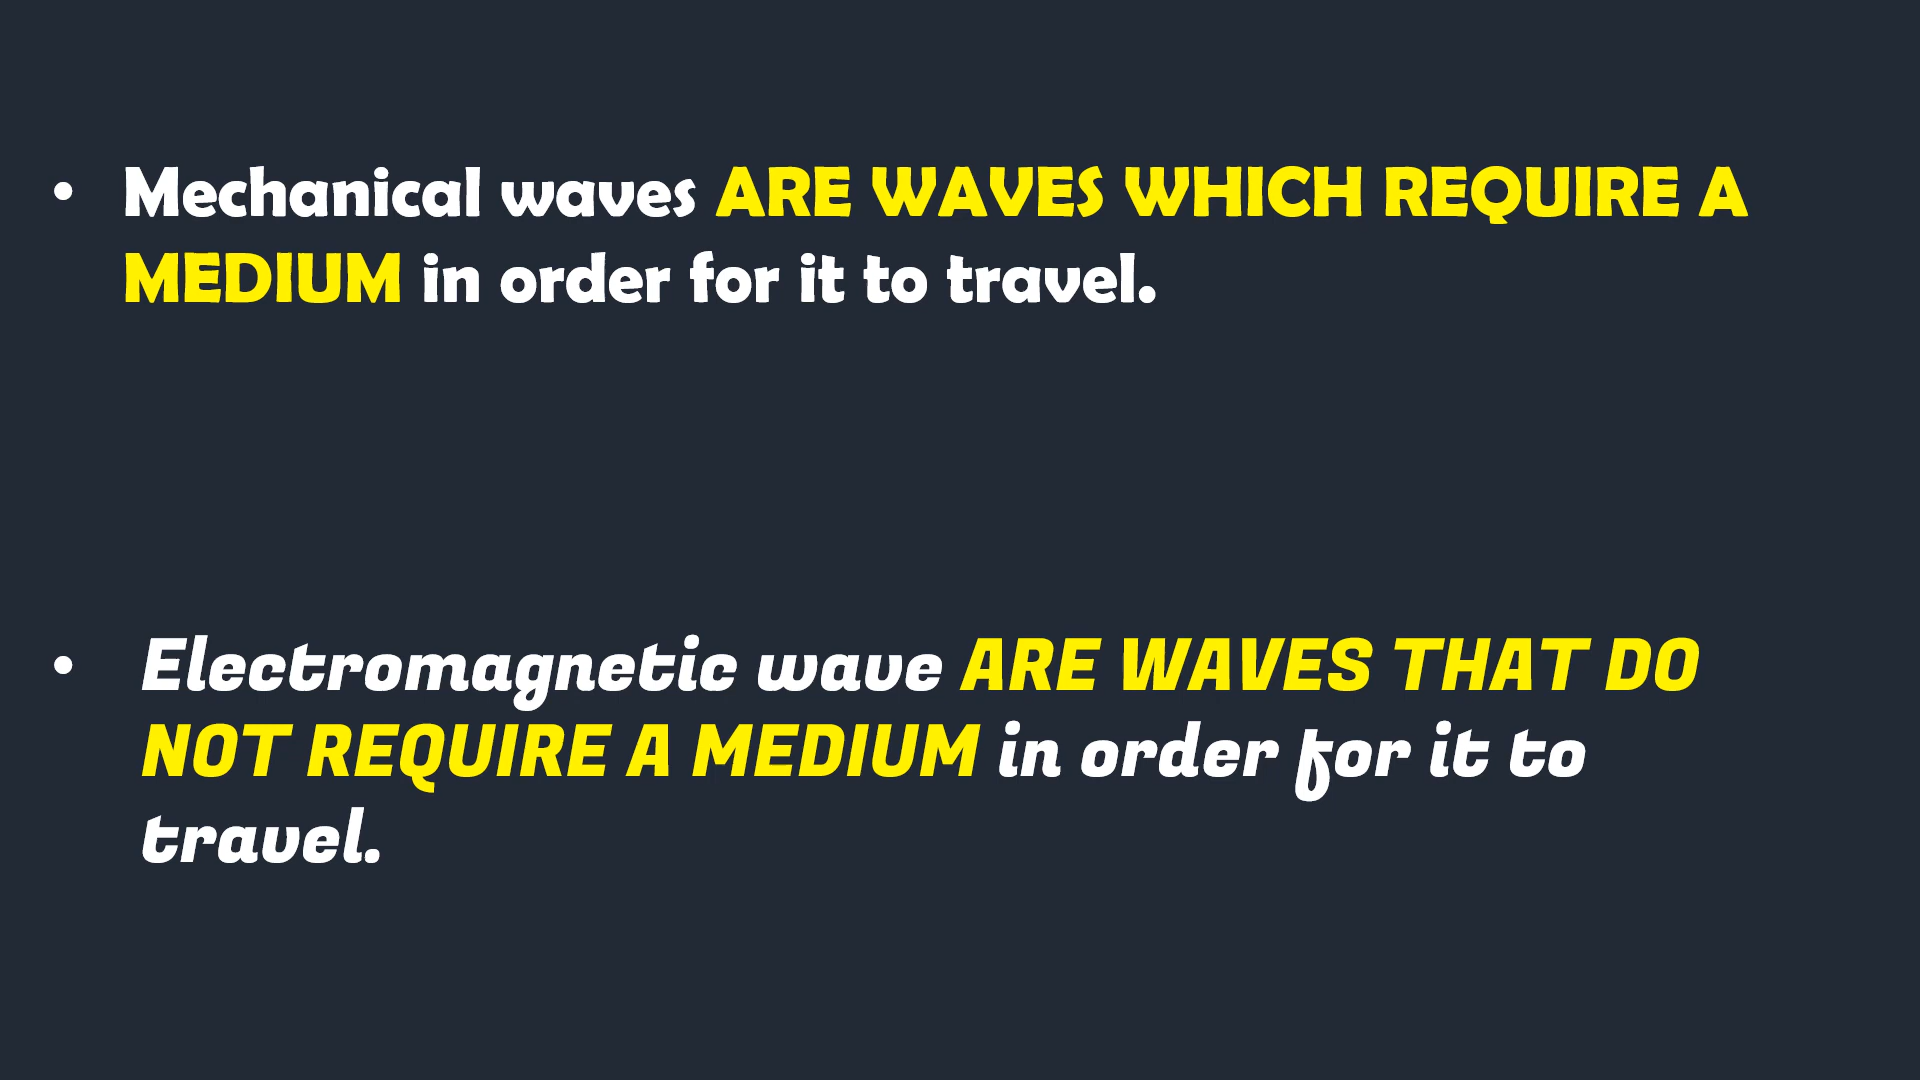 • Mechanical waves ARE WAVES WHICH REQUIRE A
MEDIUM in order for it to travel.
• Electromagnetic wave ARE WAVES THAT DO
NOT REQUIRE A MEDIUM in order for it to
travel.